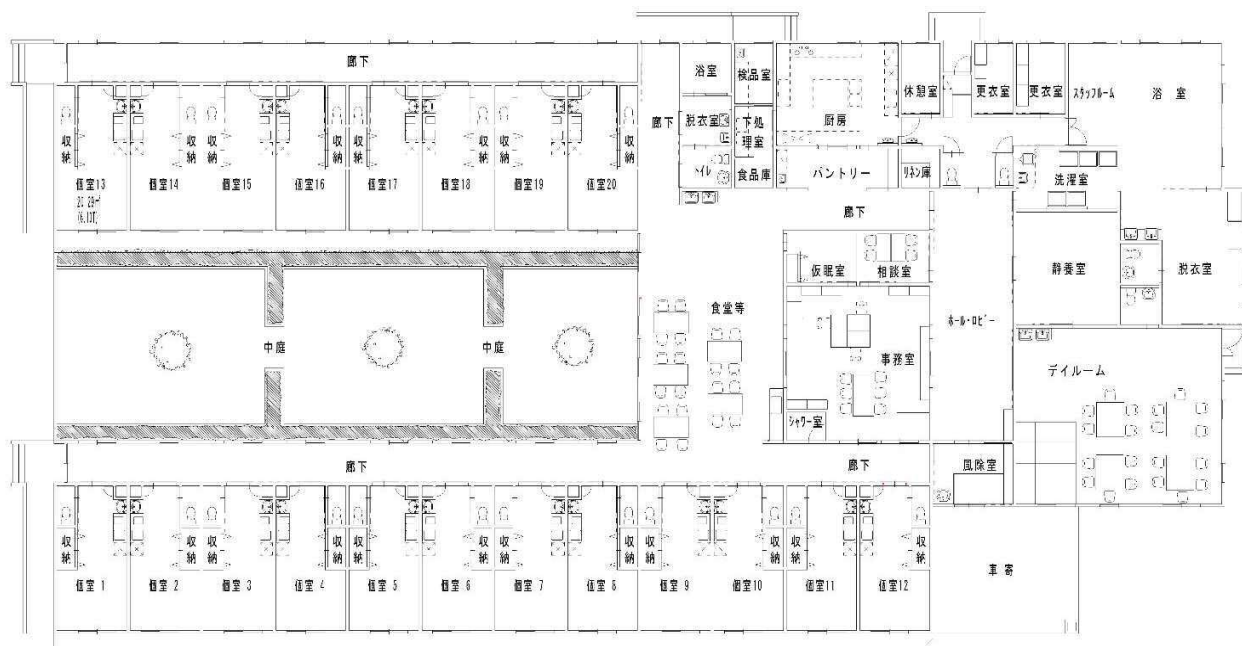 廊下
浴室
検品室
厨房
休憩室
更衣室
更衣室
スタッフルーム
浴 室
廊下
脱衣室
下処
理室
トイレ
食品庫
パントリー
リネン庫
洗濯室
収納
収納
収納
収納
収納
収納
収納
収納
個室13
個室14
個室15
個室16
個室17
個室18
個室19
個室20
廊下
仮眠室
相談室
静養室
脱衣室
食堂等
ホール・ロビー
中庭
中庭
事務室
デイルーム
シャワー室
廊下
廊下
風除室
収納
収納
収納
収納
収納
収納
収納
収納
収納
収納
収納
収納
個室 1
個室 2
個室 3
個室 4
個室 5
個室 6
個室 7
個室 8
個室 9
個室10
個室11
個室12
車寄